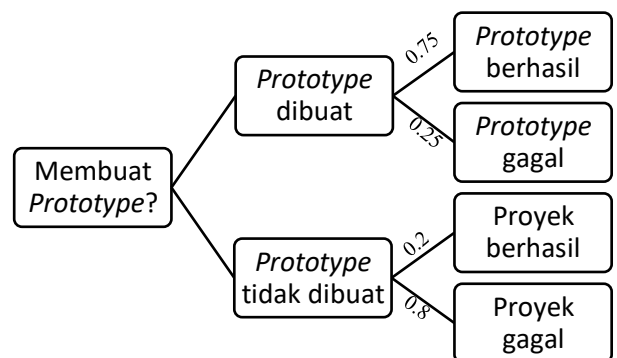 Membuat
Prototype?
Prototype
dibuat
0.75
Prototype
berhasil
0.25
Prototype
gagal
Prototype
tidak dibuat
0.2
Proyek
berhasil
0.8
Proyek
gagal